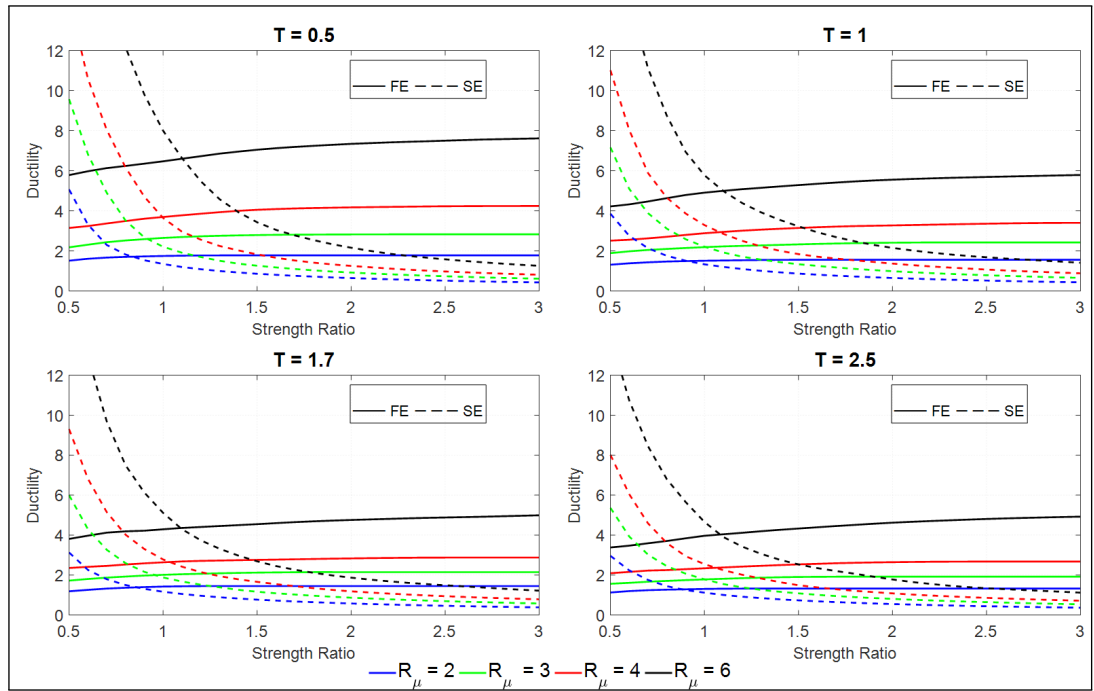 T = 0.5
12
10
8
6
4
2
0
Ductility
FE SE
0.5 1 1.5 2 2.5 3
Strength Ratio
T = 1
12
10
8
6
4
2
0
Ductility
FE SE
0.5 1 1.5 2 2.5 3
Strength Ratio
T = 1.7
12
10
8
6
4
2
0
Ductility
FE SE
0.5 1 1.5 2 2.5 3
Strength Ratio
T = 2.5
12
10
8
6
4
2
0
Ductility
FE SE
0.5 1 1.5 2 2.5 3
Strength Ratio
R_μ = 2 R_μ = 3 R_μ = 4 R_μ = 6